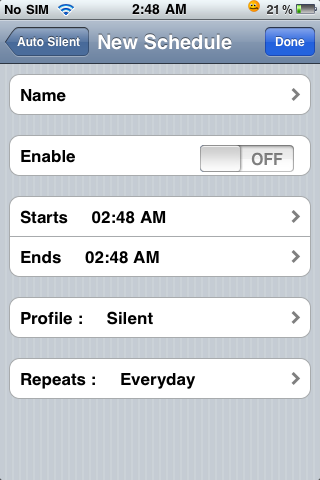 No SIM 2:48 AM 21%
Auto Silent New Schedule Done
Name
Enable OFF
Starts 02:48 AM
Ends 02:48 AM
Profile : Silent
Repeats : Everyday